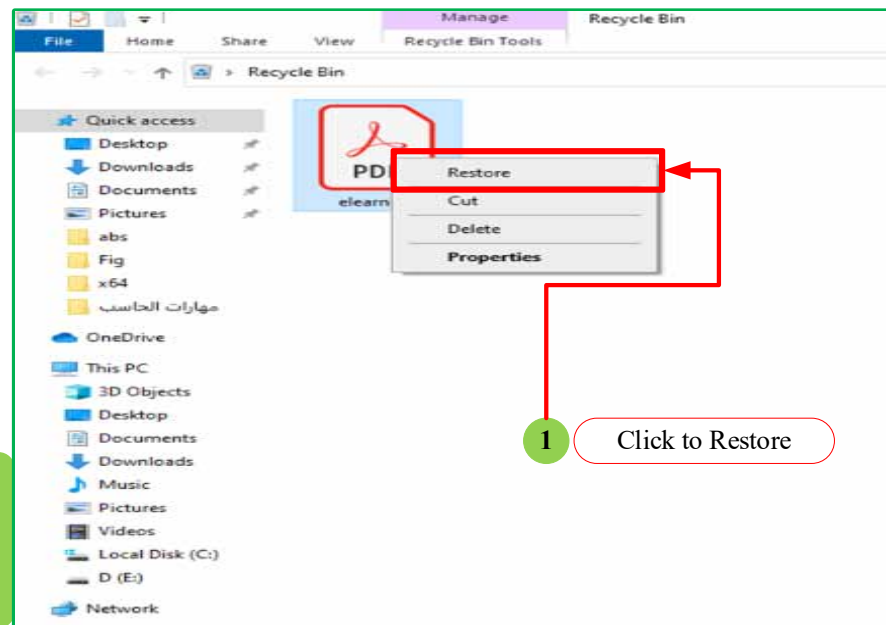 Manage
Recycle Bin
File Home Share View Recycle Bin Tools
Recycle Bin
Quick access
Desktop
Downloads
Documents
Pictures
abs
Fig
x64
مهارات الحاسب
OneDrive
This PC
3D Objects
Desktop
Documents
Downloads
Music
Pictures
Videos
Local Disk (C:)
D (E:)
Network
PD
elearn
Restore
Cut
Delete
Properties
1 Click to Restore